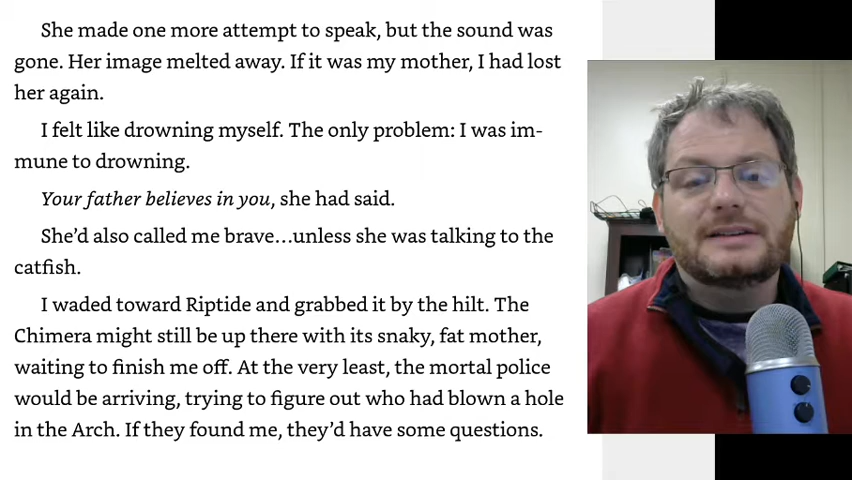 She made one more attempt to speak, but the sound was
gone. Her image melted away. If it was my mother, I had lost
her again.
I felt like drowning myself. The only problem: I was im-
mune to drowning.
Your father believes in you, she had said.
She’d also called me brave…unless she was talking to the
catfish.
I waded toward Riptide and grabbed it by the hilt. The
Chimera might still be up there with its snaky, fat mother,
waiting to finish me off. At the very least, the mortal police
would be arriving, trying to figure out who had blown a hole
in the Arch. If they found me, they’d have some questions.